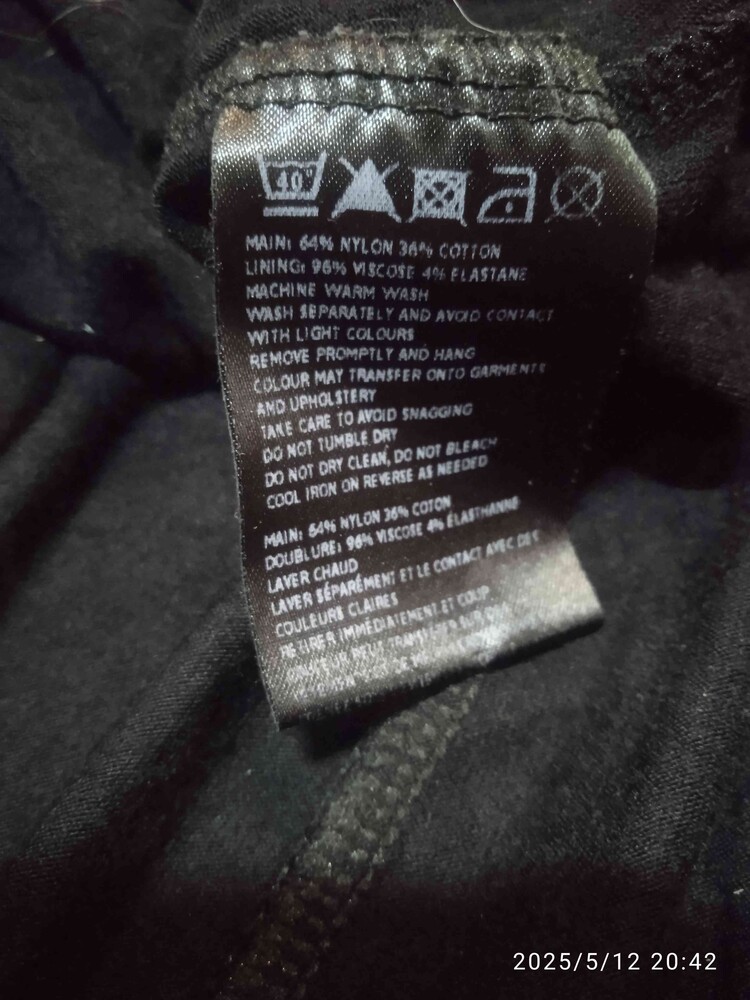 40°
MAIN: 64% NYLON 36% COTTON
LINING: 96% VISCOSE 4% ELASTANE
MACHINE WARM WASH
WASH SEPARATELY AND AVOID CONTACT
WITH LIGHT COLOURS
REMOVE PROMPTLY AND HANG
COLOUR MAY TRANSFER ONTO GARMENTS
AND UPHOLSTERY
TAKE CARE TO AVOID SNAGGING
DO NOT TUMBLE DRY
DO NOT DRY CLEAN, DO NOT BLEACH
COOL IRON ON REVERSE AS NEEDED
MAIN: 64% NYLON 36% COTON
DOUBLURE: 96% VISCOSE 4% ÉLASTHANNE
LAVER CHAUD
LAVER SÉPARÉMENT ET LE CONTACT AVEC DES
COULEURS CLAIRES
RETIRER IMMÉDIATEMENT ET COUP
PEUT TRANSFÉRER SUR
2025/5/12 20:42